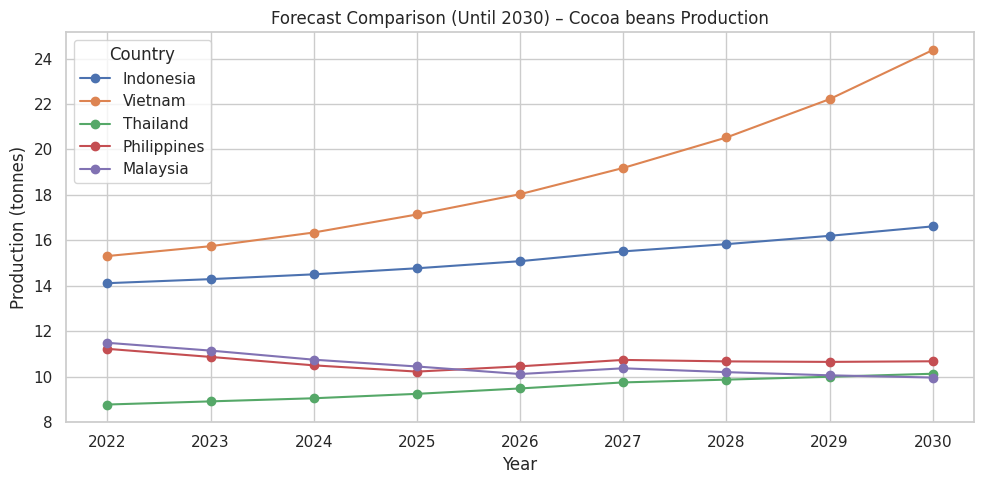 Forecast Comparison (Until 2030) – Cocoa beans Production
Country
Indonesia
Vietnam
Thailand
Philippines
Malaysia
Production (tonnes)
24
22
20
18
16
14
12
10
8
2022 2023 2024 2025 2026 2027 2028 2029 2030
Year